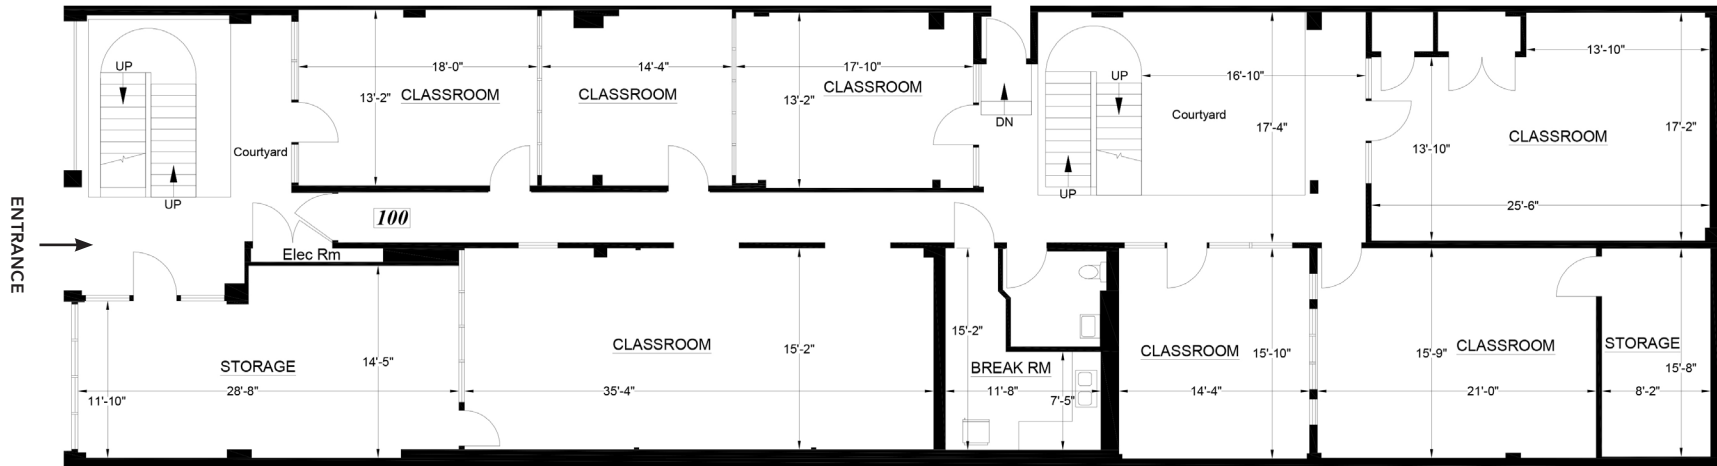 UP
18'-0"
13'-2"
CLASSROOM
14'-4"
CLASSROOM
17'-10"
13'-2"
CLASSROOM
DN
UP
16'-10"
Courtyard
17'-4"
UP
13'-10"
13'-10"
CLASSROOM
17'-2"
25'-6"
Courtyard
UP
ENTRANCE
100
Elec Rm
STORAGE
14'-5"
11'-10"
28'-8"
CLASSROOM
15'-2"
35'-4"
15'-2"
BREAK RM
11'-8"
7'-5"
CLASSROOM
15'-10"
14'-4"
15'-9"
CLASSROOM
21'-0"
STORAGE
15'-8"
8'-2"